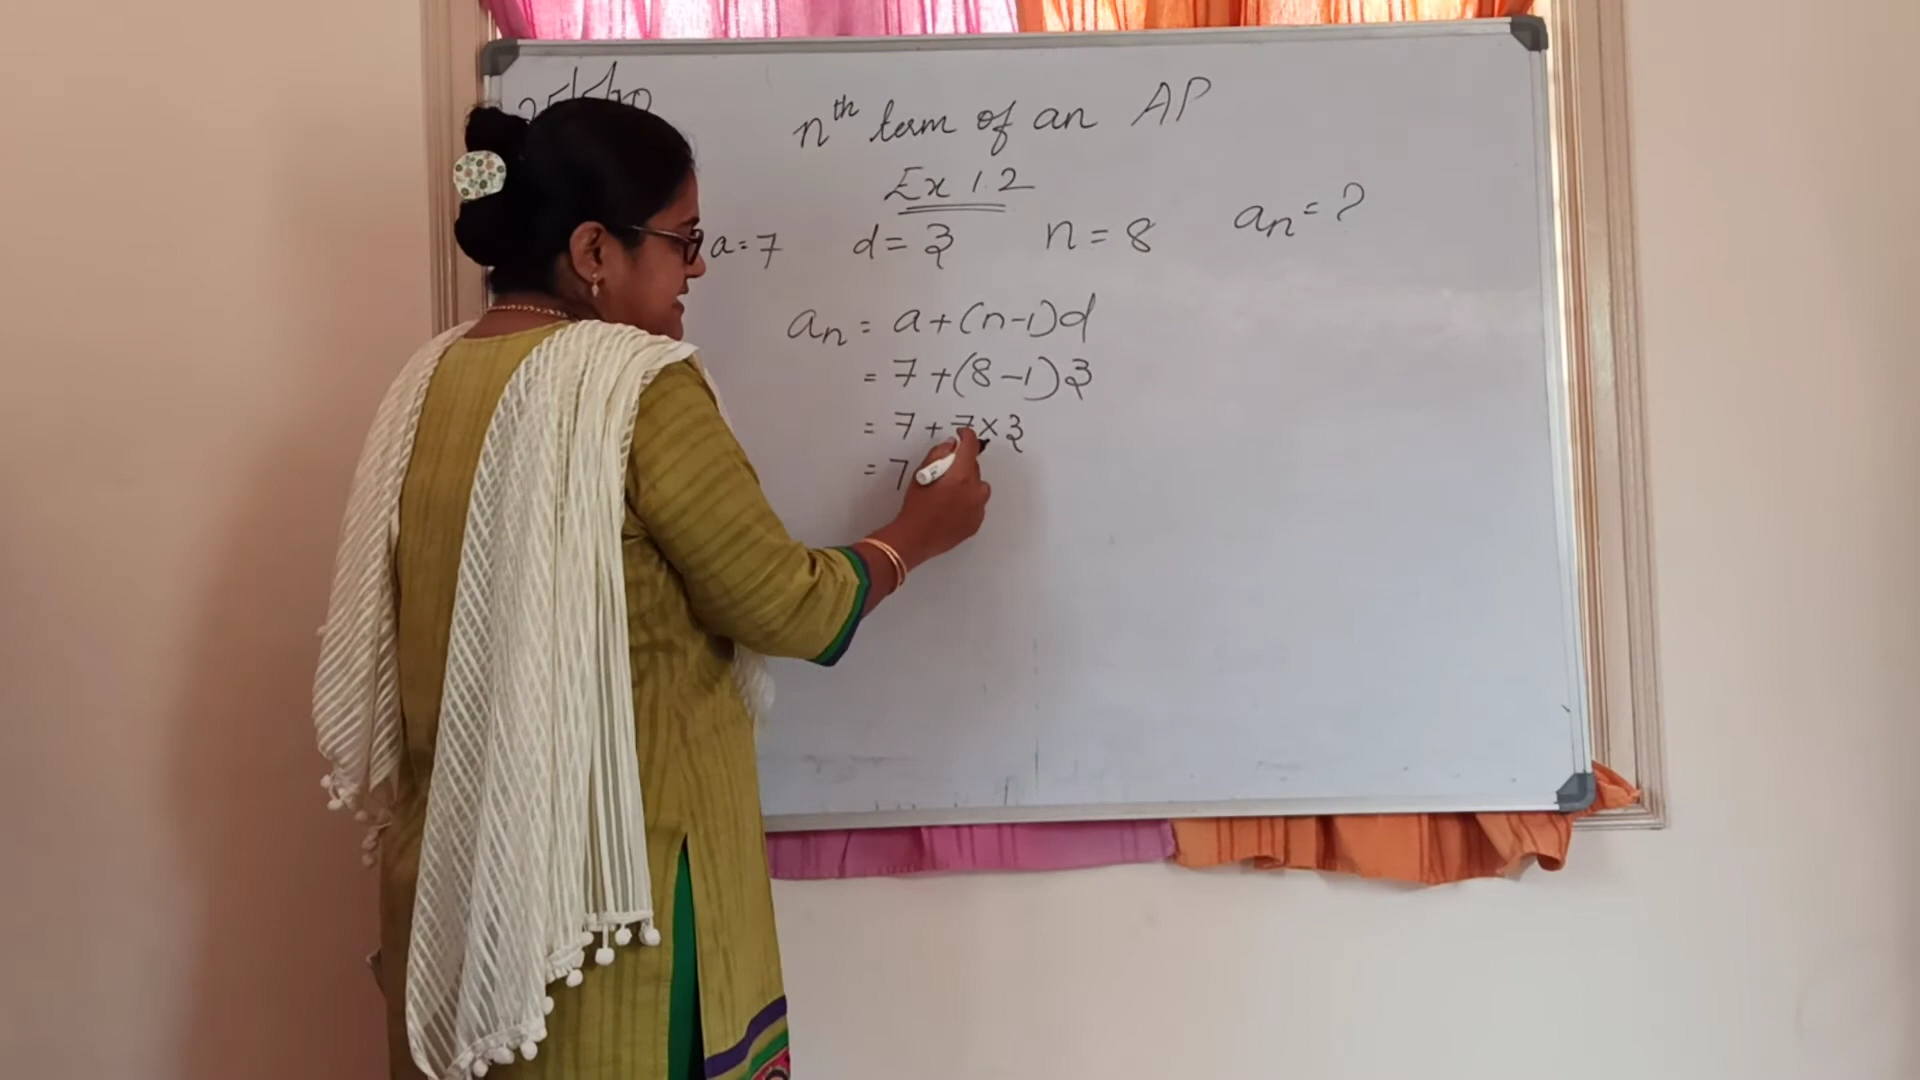 nth term of an AP
Ex 1.2
a=7 d=3 n=8 an=?
an = a+(n-1)d
= 7+(8-1)3
= 7+7×3
= 7